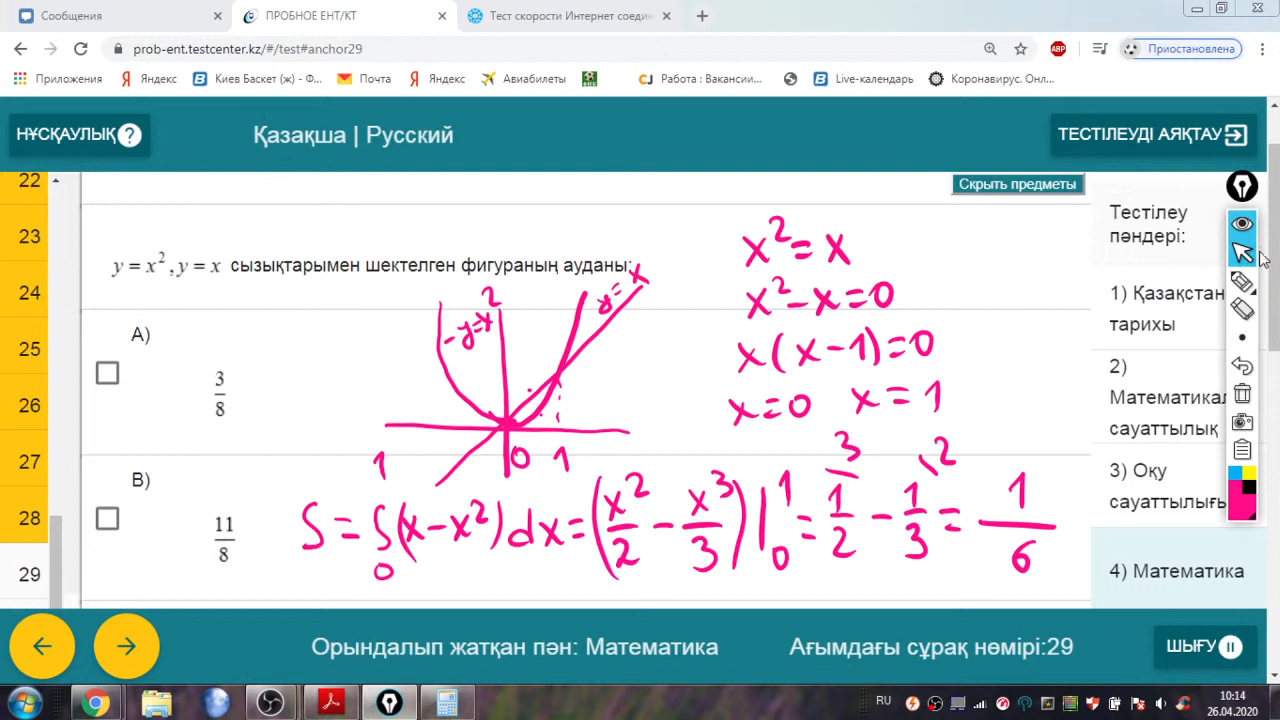 Сообщения
ПРОБНОЕ ЕНТ/КТ
Тест скорости Интернет соедин
prob-ent.testcenter.kz/#/test#anchor29
ABP
Приостановлена
Приложения
Яндекс
Киев Баскет (ж) - Ф...
Почта
Яндекс
Авиабилеты
Работа : Вакансии...
Live-календарь
Коронавирус. Онл...
НҰСҚАУЛЫҚ ?
Қазақша | Русский
ТЕСТІЛЕУДІ АЯҚТАУ
22
23
24
25
26
27
28
29
Скрыть предметы
y = x², y = x сызықтарымен шектелген фигураның ауданы:
A)
3/8
B)
11/8
-y=x²
y=x
0 1
x² = x
x² - x = 0
x(x - 1) = 0
x = 0 x = 1
S = ∫₀¹(x - x²)dx = (x²/2 - x³/3)|₀¹ = 1/2 ³ - 1/3 ² = 1/6
Тестілеу
пәндері:
1) Қазақстан
тарихы
2)
Математикал
сауаттылық
3) Оқу
сауаттылығы
4) Математика
Орындалып жатқан пән: Математика
Ағымдағы сұрақ нөмірі:29
ШЫҒУ
RU
10:14
26.04.2020